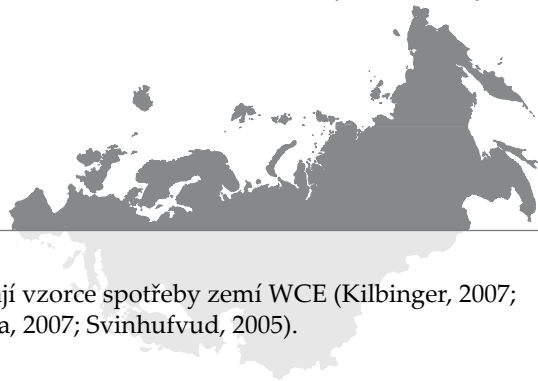 jí vzorce spotřeby zemí WCE (Kilbinger, 2007;
a, 2007; Svinhufvud, 2005).